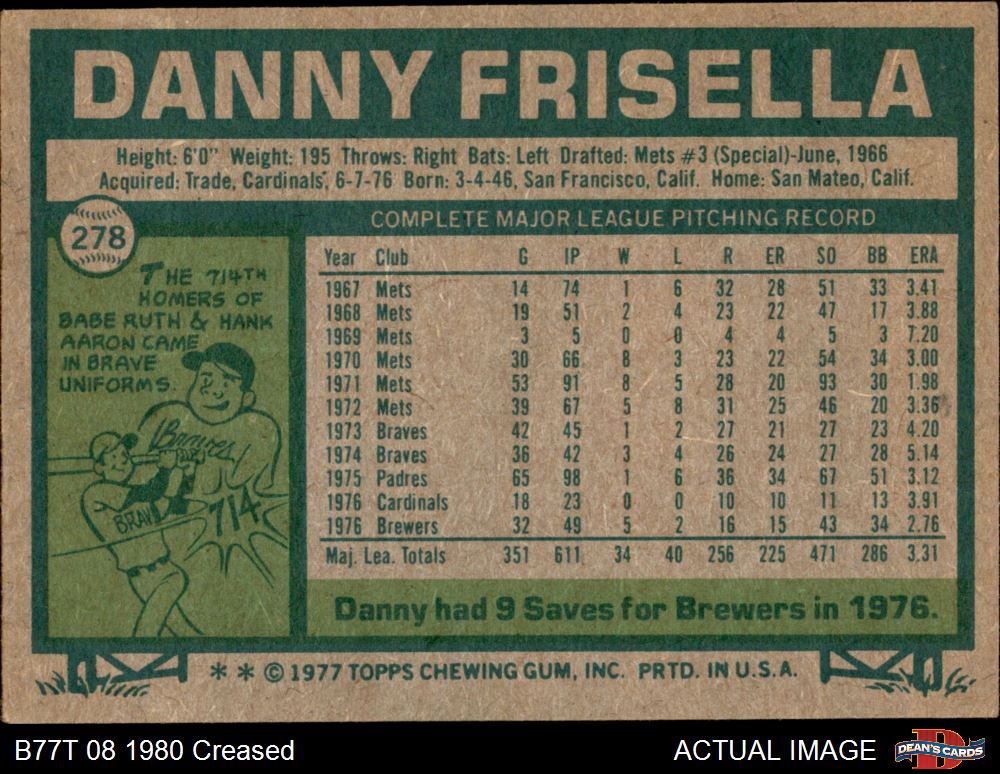 DANNY FRISELLA
Height: 6'0" Weight: 195 Throws: Right Bats: Left Drafted: Mets #3 (Special)-June, 1966
Acquired: Trade, Cardinals, 6-7-76 Born: 3-4-46, San Francisco, Calif. Home: San Mateo, Calif.
278
THE 714TH
HOMERS OF
BABE RUTH & HANK
AARON CAME
IN BRAVE
UNIFORMS.
Braves
BRAV
714
COMPLETE MAJOR LEAGUE PITCHING RECORD
Year Club G IP W L R ER SO BB ERA
1967 Mets 14 74 1 6 32 28 51 33 3.41
1968 Mets 19 51 2 4 23 22 47 17 3.88
1969 Mets 3 5 0 0 4 4 5 3 7.20
1970 Mets 30 66 8 3 23 22 54 34 3.00
1971 Mets 53 91 8 5 28 20 93 30 1.98
1972 Mets 39 67 5 8 31 25 46 20 3.36
1973 Braves 42 45 1 2 27 21 27 23 4.20
1974 Braves 36 42 3 4 26 24 27 28 5.14
1975 Padres 65 98 1 6 36 34 67 51 3.12
1976 Cardinals 18 23 0 0 10 10 11 13 3.91
1976 Brewers 32 49 5 2 16 15 43 34 2.76
Maj. Lea. Totals 351 611 34 40 256 225 471 286 3.31
Danny had 9 Saves for Brewers in 1976.
* * © 1977 TOPPS CHEWING GUM, INC. PRTD. IN U.S.A.
B77T 08 1980 Creased
ACTUAL IMAGE
DEAN'S CARDS